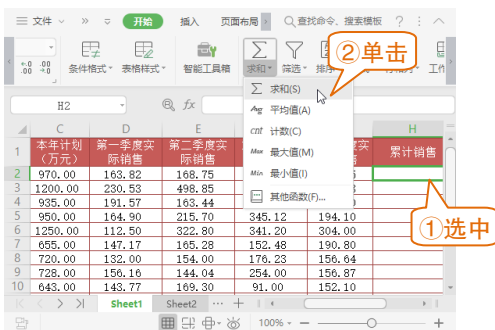 文件 开始 插入 页面布局 查找命令、搜索模板
条件格式 表格样式 智能工具箱 求和 筛选 排序
②单击
H2 fx
求和(S)
平均值(A)
计数(C)
最大值(M)
最小值(I)
其他函数(F)...
C D E H
1 本年计划（万元） 第一季度实际销售 第二季度实际销售 累计销售
2 970.00 163.82 168.75
3 1200.00 230.53 498.85
4 935.00 191.57 163.44
5 950.00 164.90 215.70 345.12 194.10
6 1250.00 112.50 322.80 341.20 304.00
7 655.00 147.17 165.28 152.48 190.80
8 720.00 132.00 154.00 176.23 156.64
9 728.00 156.16 144.04 254.00 156.87
10 643.00 143.77 169.30 91.00 152.10
①选中
Sheet1 Sheet2 ···
100%